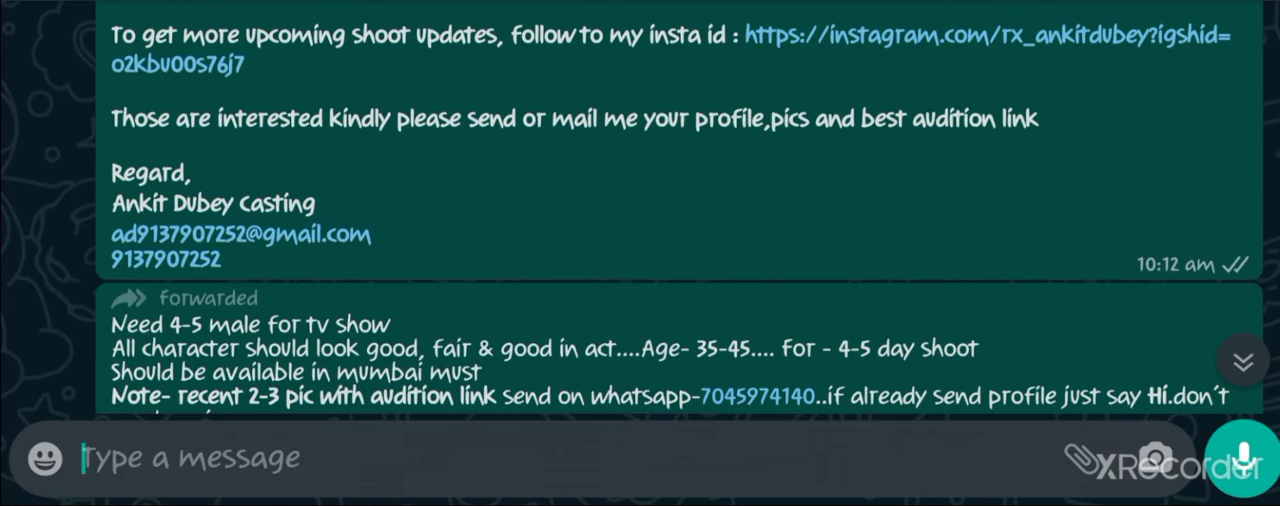 To get more upcoming shoot updates, follow to my insta id : https://instagram.com/rx_ankitdubey?igshid=
o2kbu00s76j7
Those are interested kindly please send or mail me your profile,pics and best audition link
Regard,
Ankit Dubey Casting
ad9137907252@gmail.com
9137907252
10:12 am
forwarded
Need 4-5 male for tv show
All character should look good, fair & good in act....Age- 35-45.... for - 4-5 day shoot
Should be available in mumbai must
Note- recent 2-3 pic with audition link send on whatsapp-7045974140..if already send profile just say Hi.don't
Type a message
XRecorder